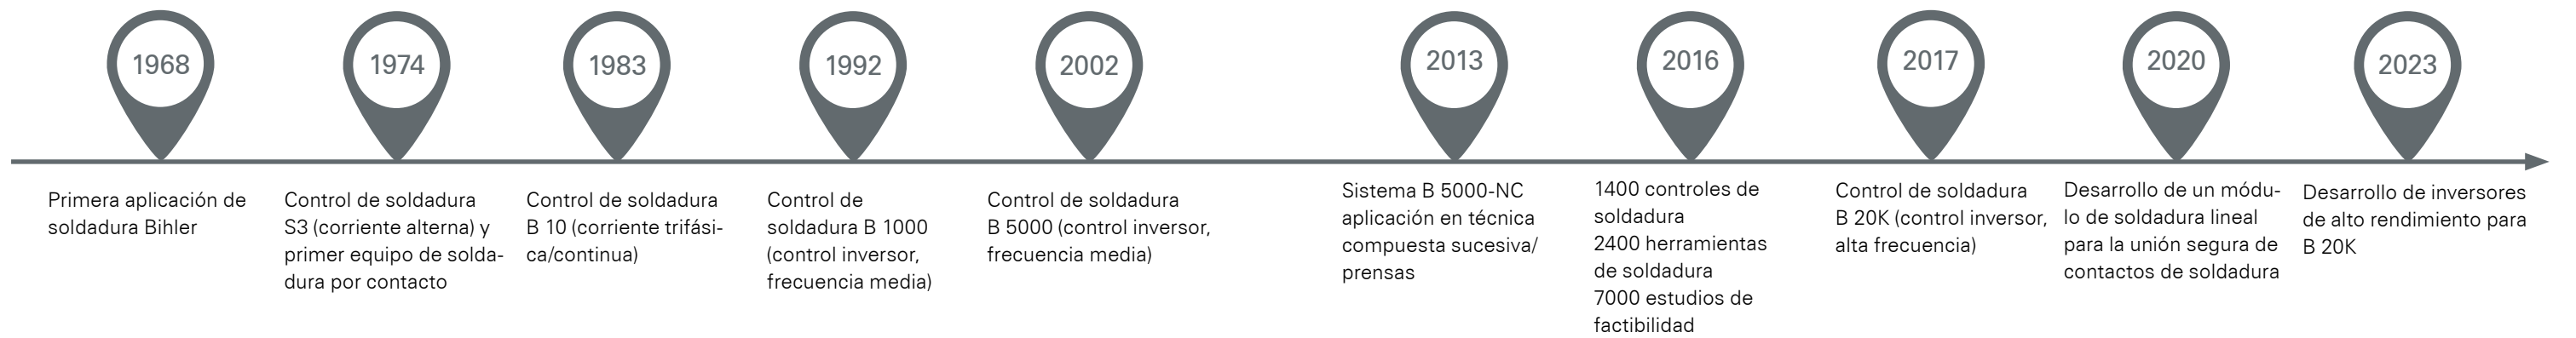 1968
Primera aplicación de
soldadura Bihler
1974
Control de soldadura
S3 (corriente alterna) y
primer equipo de solda-
dura por contacto
1983
Control de soldadura
B 10 (corriente trifási-
ca/continua)
1992
Control de
soldadura B 1000
(control inversor,
frecuencia media)
2002
Control de soldadura
B 5000 (control inversor,
frecuencia media)
2013
Sistema B 5000-NC
aplicación en técnica
compuesta sucesiva/
prensas
2016
1400 controles de
soldadura
2400 herramientas
de soldadura
7000 estudios de
factibilidad
2017
Control de soldadura
B 20K (control inversor,
alta frecuencia)
2020
Desarrollo de un módu-
lo de soldadura lineal
para la unión segura de
contactos de soldadura
2023
Desarrollo de inversores
de alto rendimiento para
B 20K